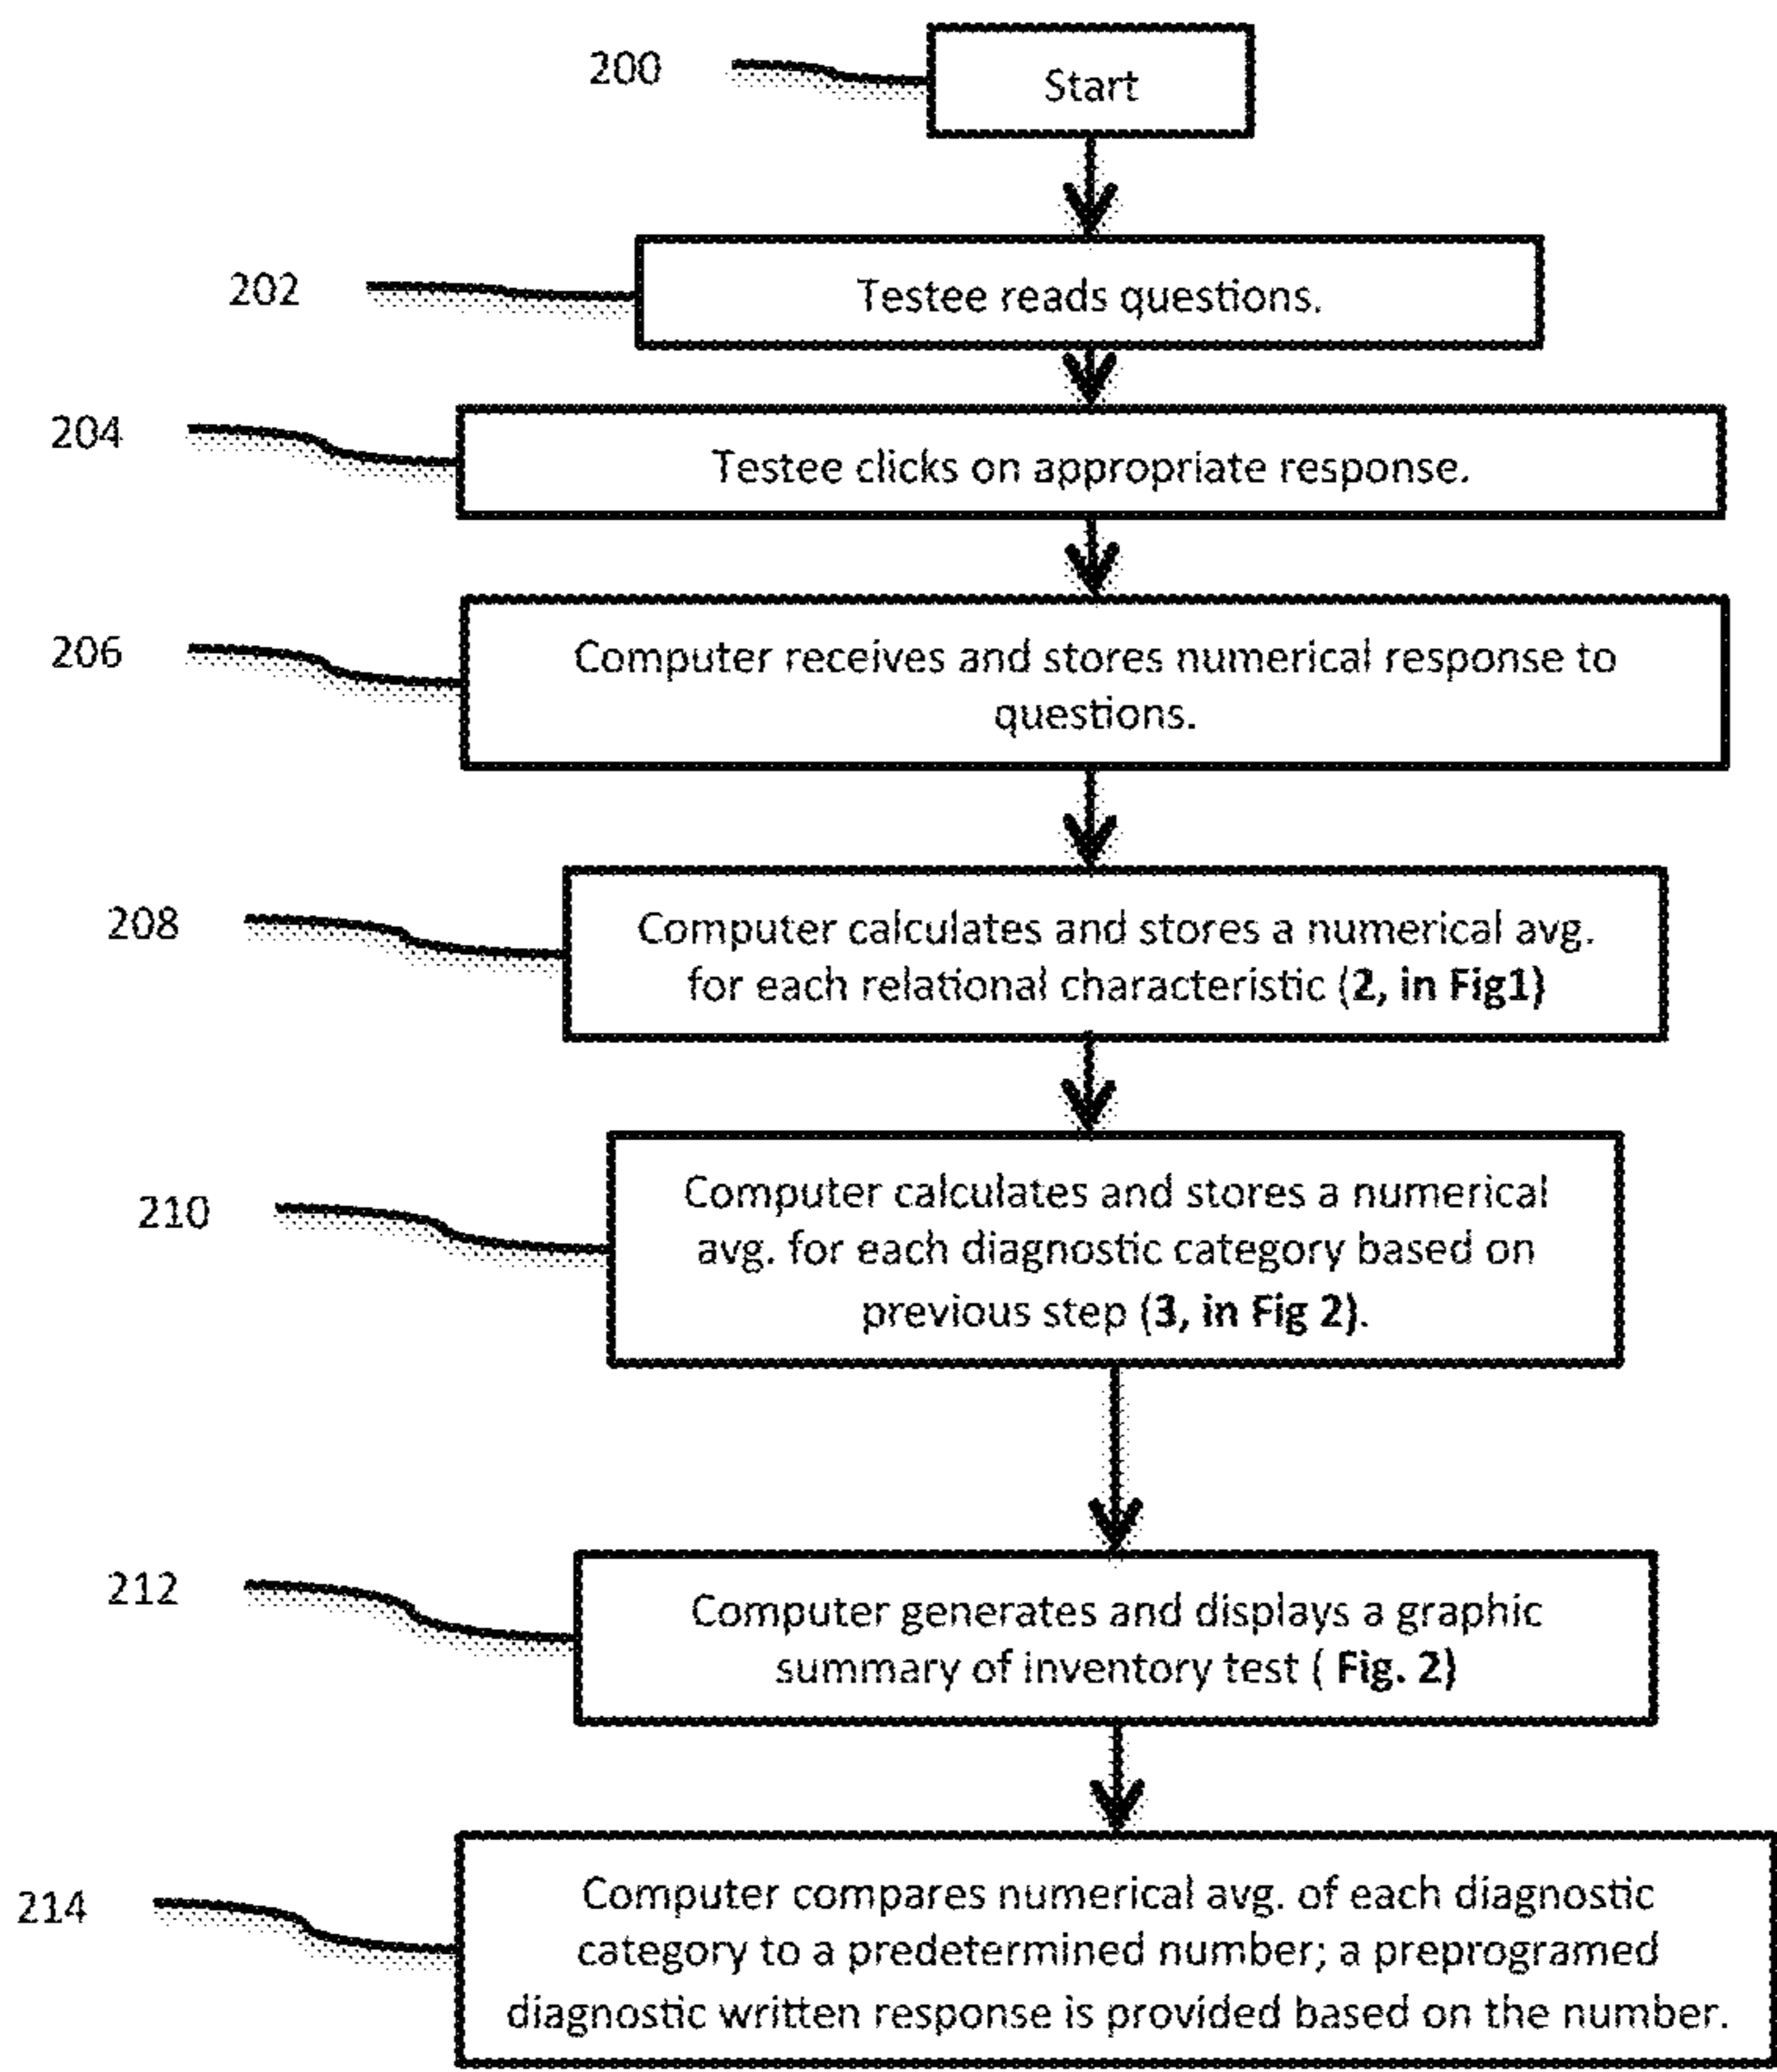 200
Start
202
Testee reads questions.
204
Testee clicks on appropriate response.
206
Computer receives and stores numerical response to
questions.
208
Computer calculates and stores a numerical avg.
for each relational characteristic (2, in Fig1)
210
Computer calculates and stores a numerical
avg. for each diagnostic category based on
previous step (3, in Fig 2).
212
Computer generates and displays a graphic
summary of inventory test ( Fig. 2)
214
Computer compares numerical avg. of each diagnostic
category to a predetermined number; a preprogramed
diagnostic written response is provided based on the number.